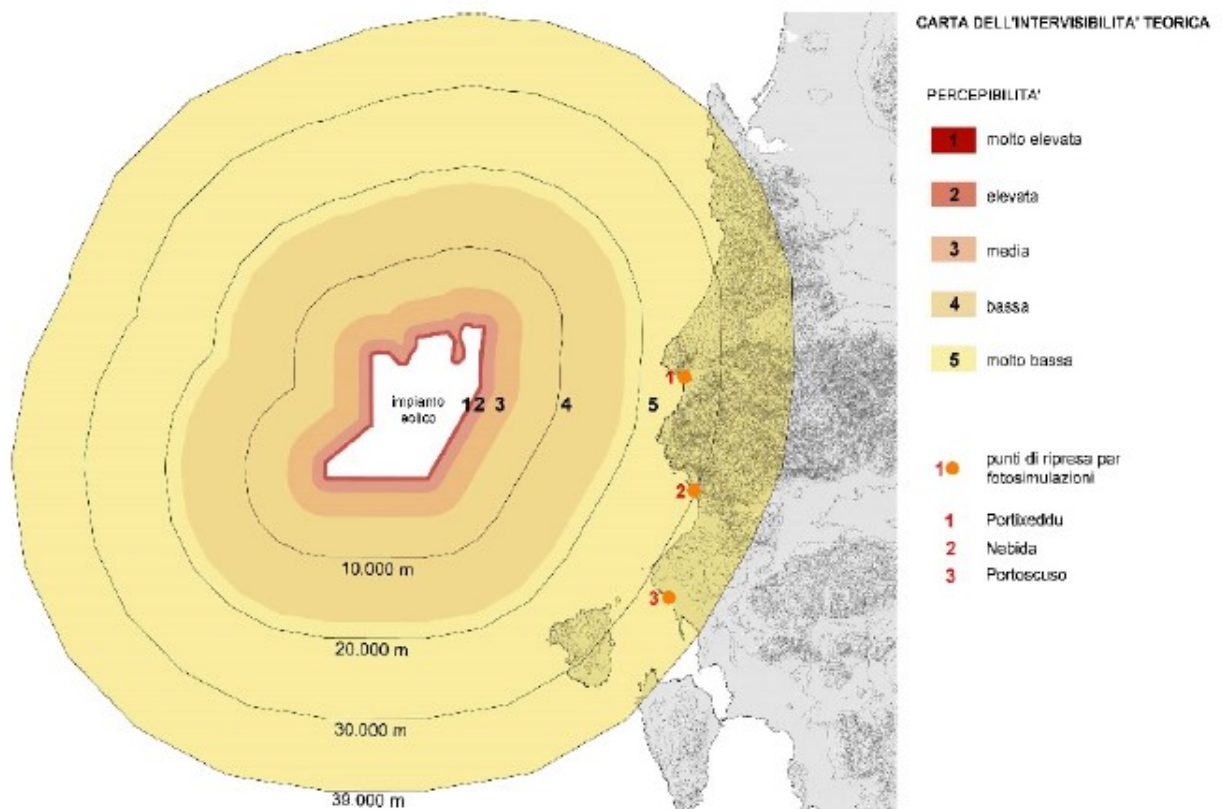 CARTA DELL'INTERVISIBILITA' TEORICA
PERCEPIBILITA'
1 molto elevata
2 elevata
3 media
4 bassa
5 molto bassa
1 punti di ripresa par
fotosimulazioni
1 Portixeddu
2 Nebida
3 Portoscuso
impianto
eolico
1 2 3 4 5
1
2
3
10.000 m
20.000 m
30.000 m
39.000 m